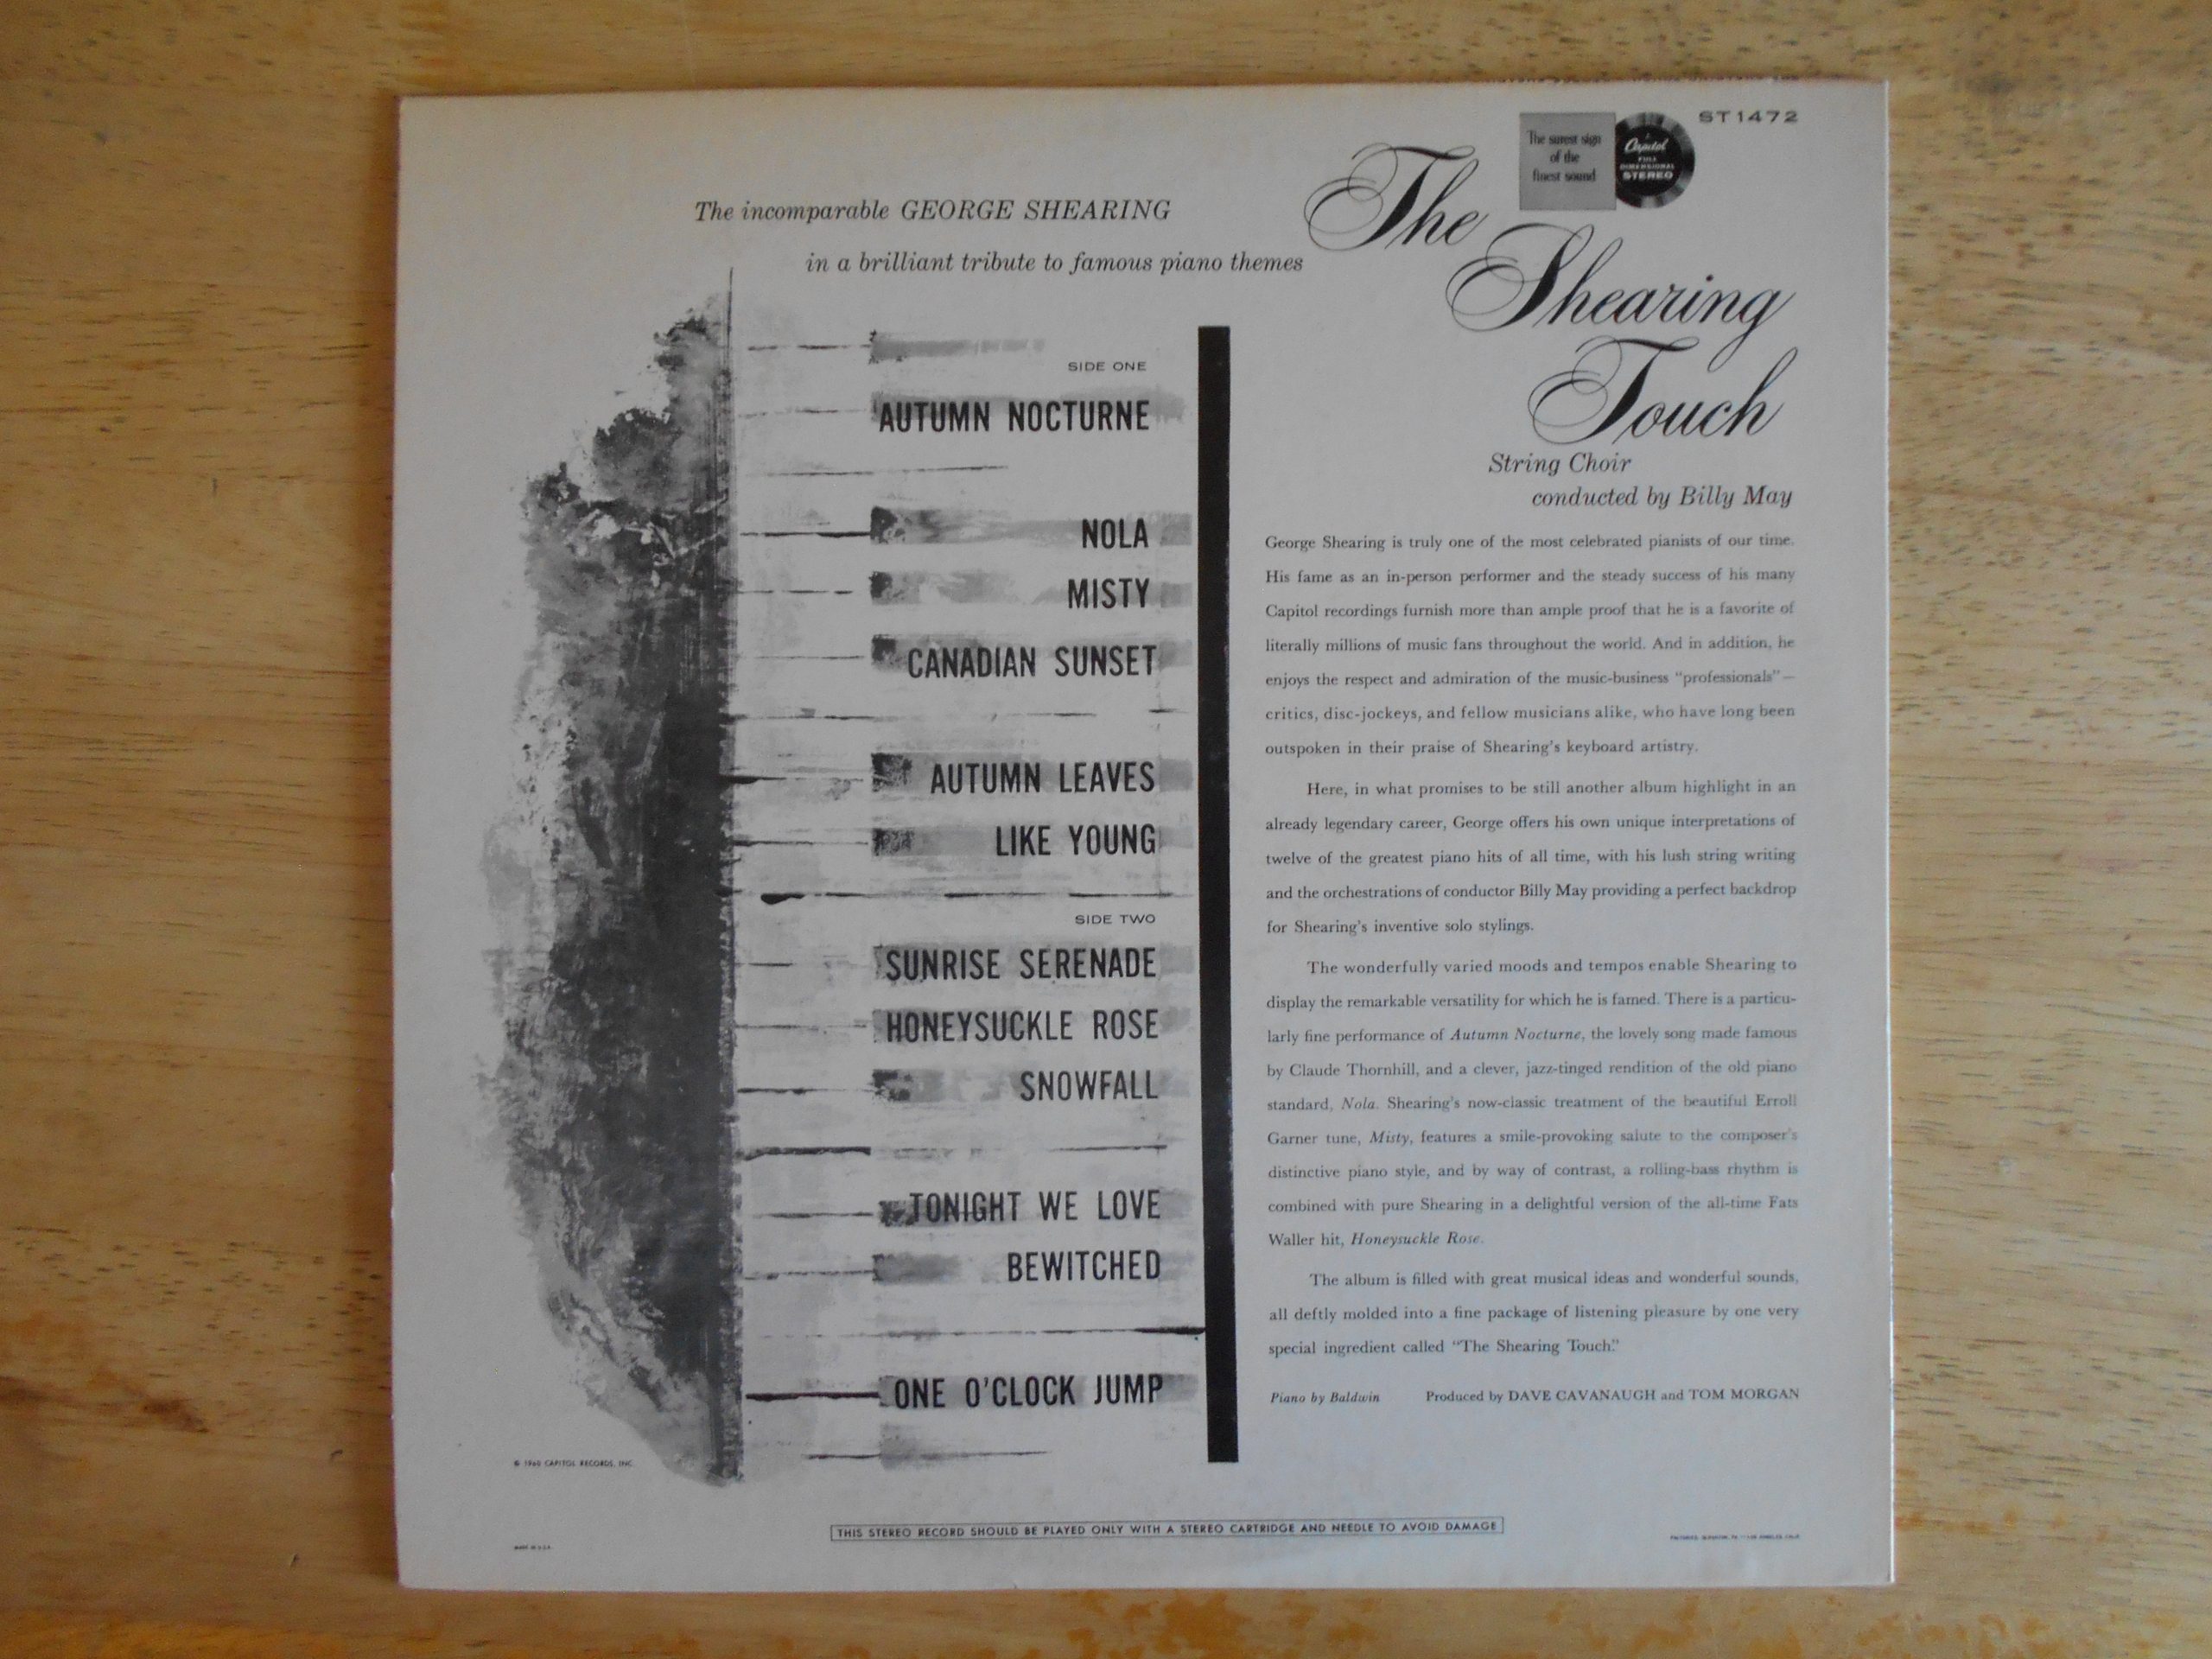 ST1472
The surest sign
of the
finest sound
Capitol
FULL
DIMENSIONAL
STEREO
The
Shearing
Touch
The incomparable GEORGE SHEARING
in a brilliant tribute to famous piano themes
String Choir
conducted by Billy May
SIDE ONE
AUTUMN NOCTURNE
NOLA
MISTY
CANADIAN SUNSET
AUTUMN LEAVES
LIKE YOUNG
SIDE TWO
SUNRISE SERENADE
HONEYSUCKLE ROSE
SNOWFALL
TONIGHT WE LOVE
BEWITCHED
ONE O'CLOCK JUMP
George Shearing is truly one of the most celebrated pianists of our time.
His fame as an in-person performer and the steady success of his many
Capitol recordings furnish more than ample proof that he is a favorite of
literally millions of music fans throughout the world. And in addition, he
enjoys the respect and admiration of the music-business "professionals"—
critics, disc-jockeys, and fellow musicians alike, who have long been
outspoken in their praise of Shearing's keyboard artistry.
Here, in what promises to be still another album highlight in an
already legendary career, George offers his own unique interpretations of
twelve of the greatest piano hits of all time, with his lush string writing
and the orchestrations of conductor Billy May providing a perfect backdrop
for Shearing's inventive solo stylings.
The wonderfully varied moods and tempos enable Shearing to
display the remarkable versatility for which he is famed. There is a particu-
larly fine performance of Autumn Nocturne, the lovely song made famous
by Claude Thornhill, and a clever, jazz-tinged rendition of the old piano
standard, Nola. Shearing's now-classic treatment of the beautiful Erroll
Garner tune, Misty, features a smile-provoking salute to the composer's
distinctive piano style, and by way of contrast, a rolling-bass rhythm is
combined with pure Shearing in a delightful version of the all-time Fats
Waller hit, Honeysuckle Rose.
The album is filled with great musical ideas and wonderful sounds,
all deftly molded into a fine package of listening pleasure by one very
special ingredient called "The Shearing Touch."
Piano by Baldwin Produced by DAVE CAVANAUGH and TOM MORGAN
© 1960 CAPITOL RECORDS, INC.
THIS STEREO RECORD SHOULD BE PLAYED ONLY WITH A STEREO CARTRIDGE AND NEEDLE TO AVOID DAMAGE
MADE IN U.S.A.